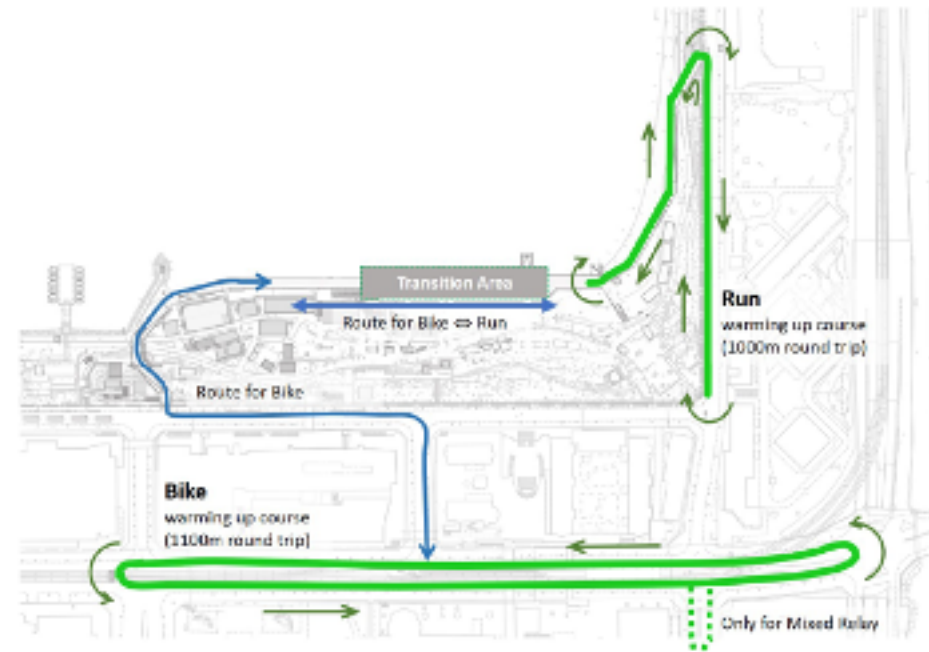 Transition Area
Route for Bike ⇔ Run
Run
warming up course
(1000m round trip)
Route for Bike
Bike
warming up course
(1100m round trip)
Only for Mixed Relay